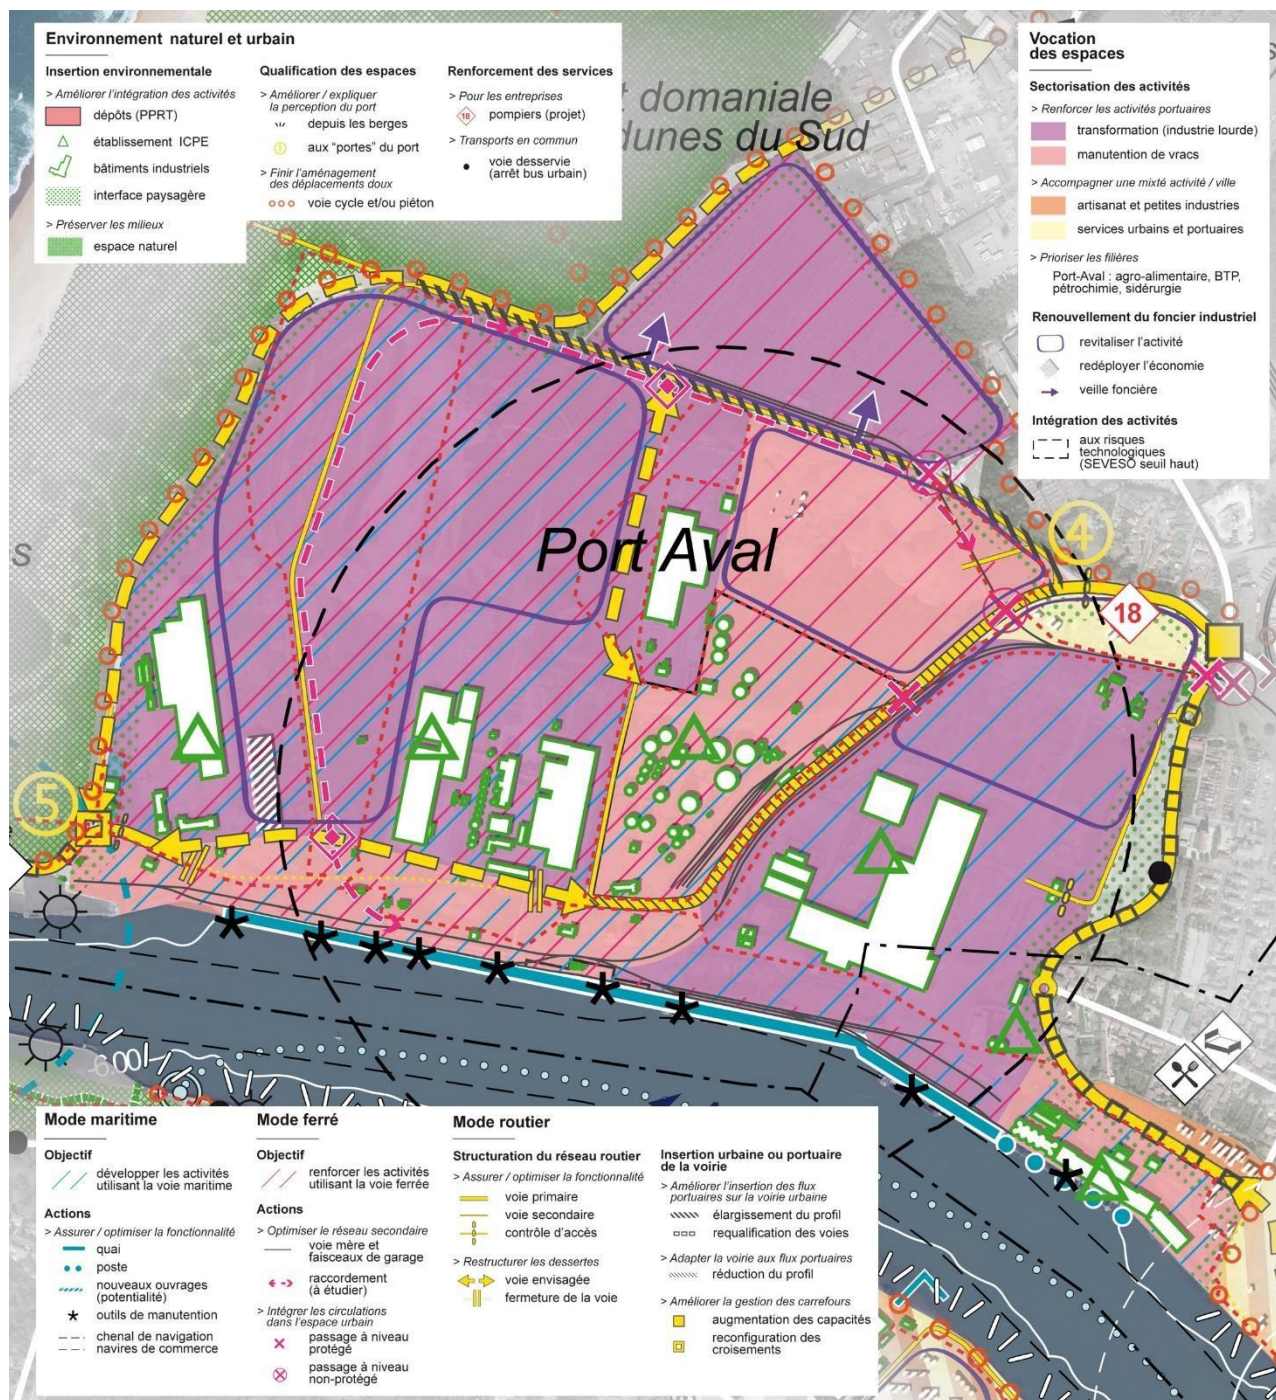 Environnement naturel et urbain
Insertion environnementale
> Améliorer l'intégration des activités
dépôts (PPRT)
établissement ICPE
bâtiments industriels
interface paysagère
> Préserver les milieux
espace naturel
Qualification des espaces
> Améliorer / expliquer
la perception du port
depuis les berges
aux "portes" du port
> Finir l'aménagement
des déplacements doux
voie cycle et/ou piéton
Renforcement des services
> Pour les entreprises
18
pompiers (projet)
> Transports en commun
voie desservie
(arrêt bus urbain)
t domaniale
dunes du Sud
Vocation
des espaces
Sectorisation des activités
> Renforcer les activités portuaires
transformation (industrie lourde)
manutention de vracs
> Accompagner une mixté activité / ville
artisanat et petites industries
services urbains et portuaires
> Prioriser les filières
Port-Aval : agro-alimentaire, BTP,
pétrochimie, sidérurgie
Renouvellement du foncier industriel
revitaliser l'activité
redéployer l'économie
veille foncière
Intégration des activités
aux risques
technologiques
(SEVESO seuil haut)
s
Port Aval
4
18
5
e
-6.00
Mode maritime
Objectif
développer les activités
utilisant la voie maritime
Actions
> Assurer / optimiser la fonctionnalité
quai
poste
nouveaux ouvrages
(potentialité)
outils de manutention
chenal de navigation
navires de commerce
Mode ferré
Objectif
renforcer les activités
utilisant la voie ferrée
Actions
> Optimiser le réseau secondaire
voie mère et
faisceaux de garage
raccordement
(à étudier)
> Intégrer les circulations
dans l'espace urbain
passage à niveau
protégé
passage à niveau
non-protégé
Mode routier
Structuration du réseau routier
> Assurer / optimiser la fonctionnalité
voie primaire
voie secondaire
contrôle d'accès
> Restructurer les dessertes
voie envisagée
fermeture de la voie
Insertion urbaine ou portuaire
de la voirie
> Améliorer l'insertion des flux
portuaires sur la voirie urbaine
élargissement du profil
requalification des voies
> Adapter la voirie aux flux portuaires
réduction du profil
> Améliorer la gestion des carrefours
augmentation des capacités
reconfiguration des
croisements